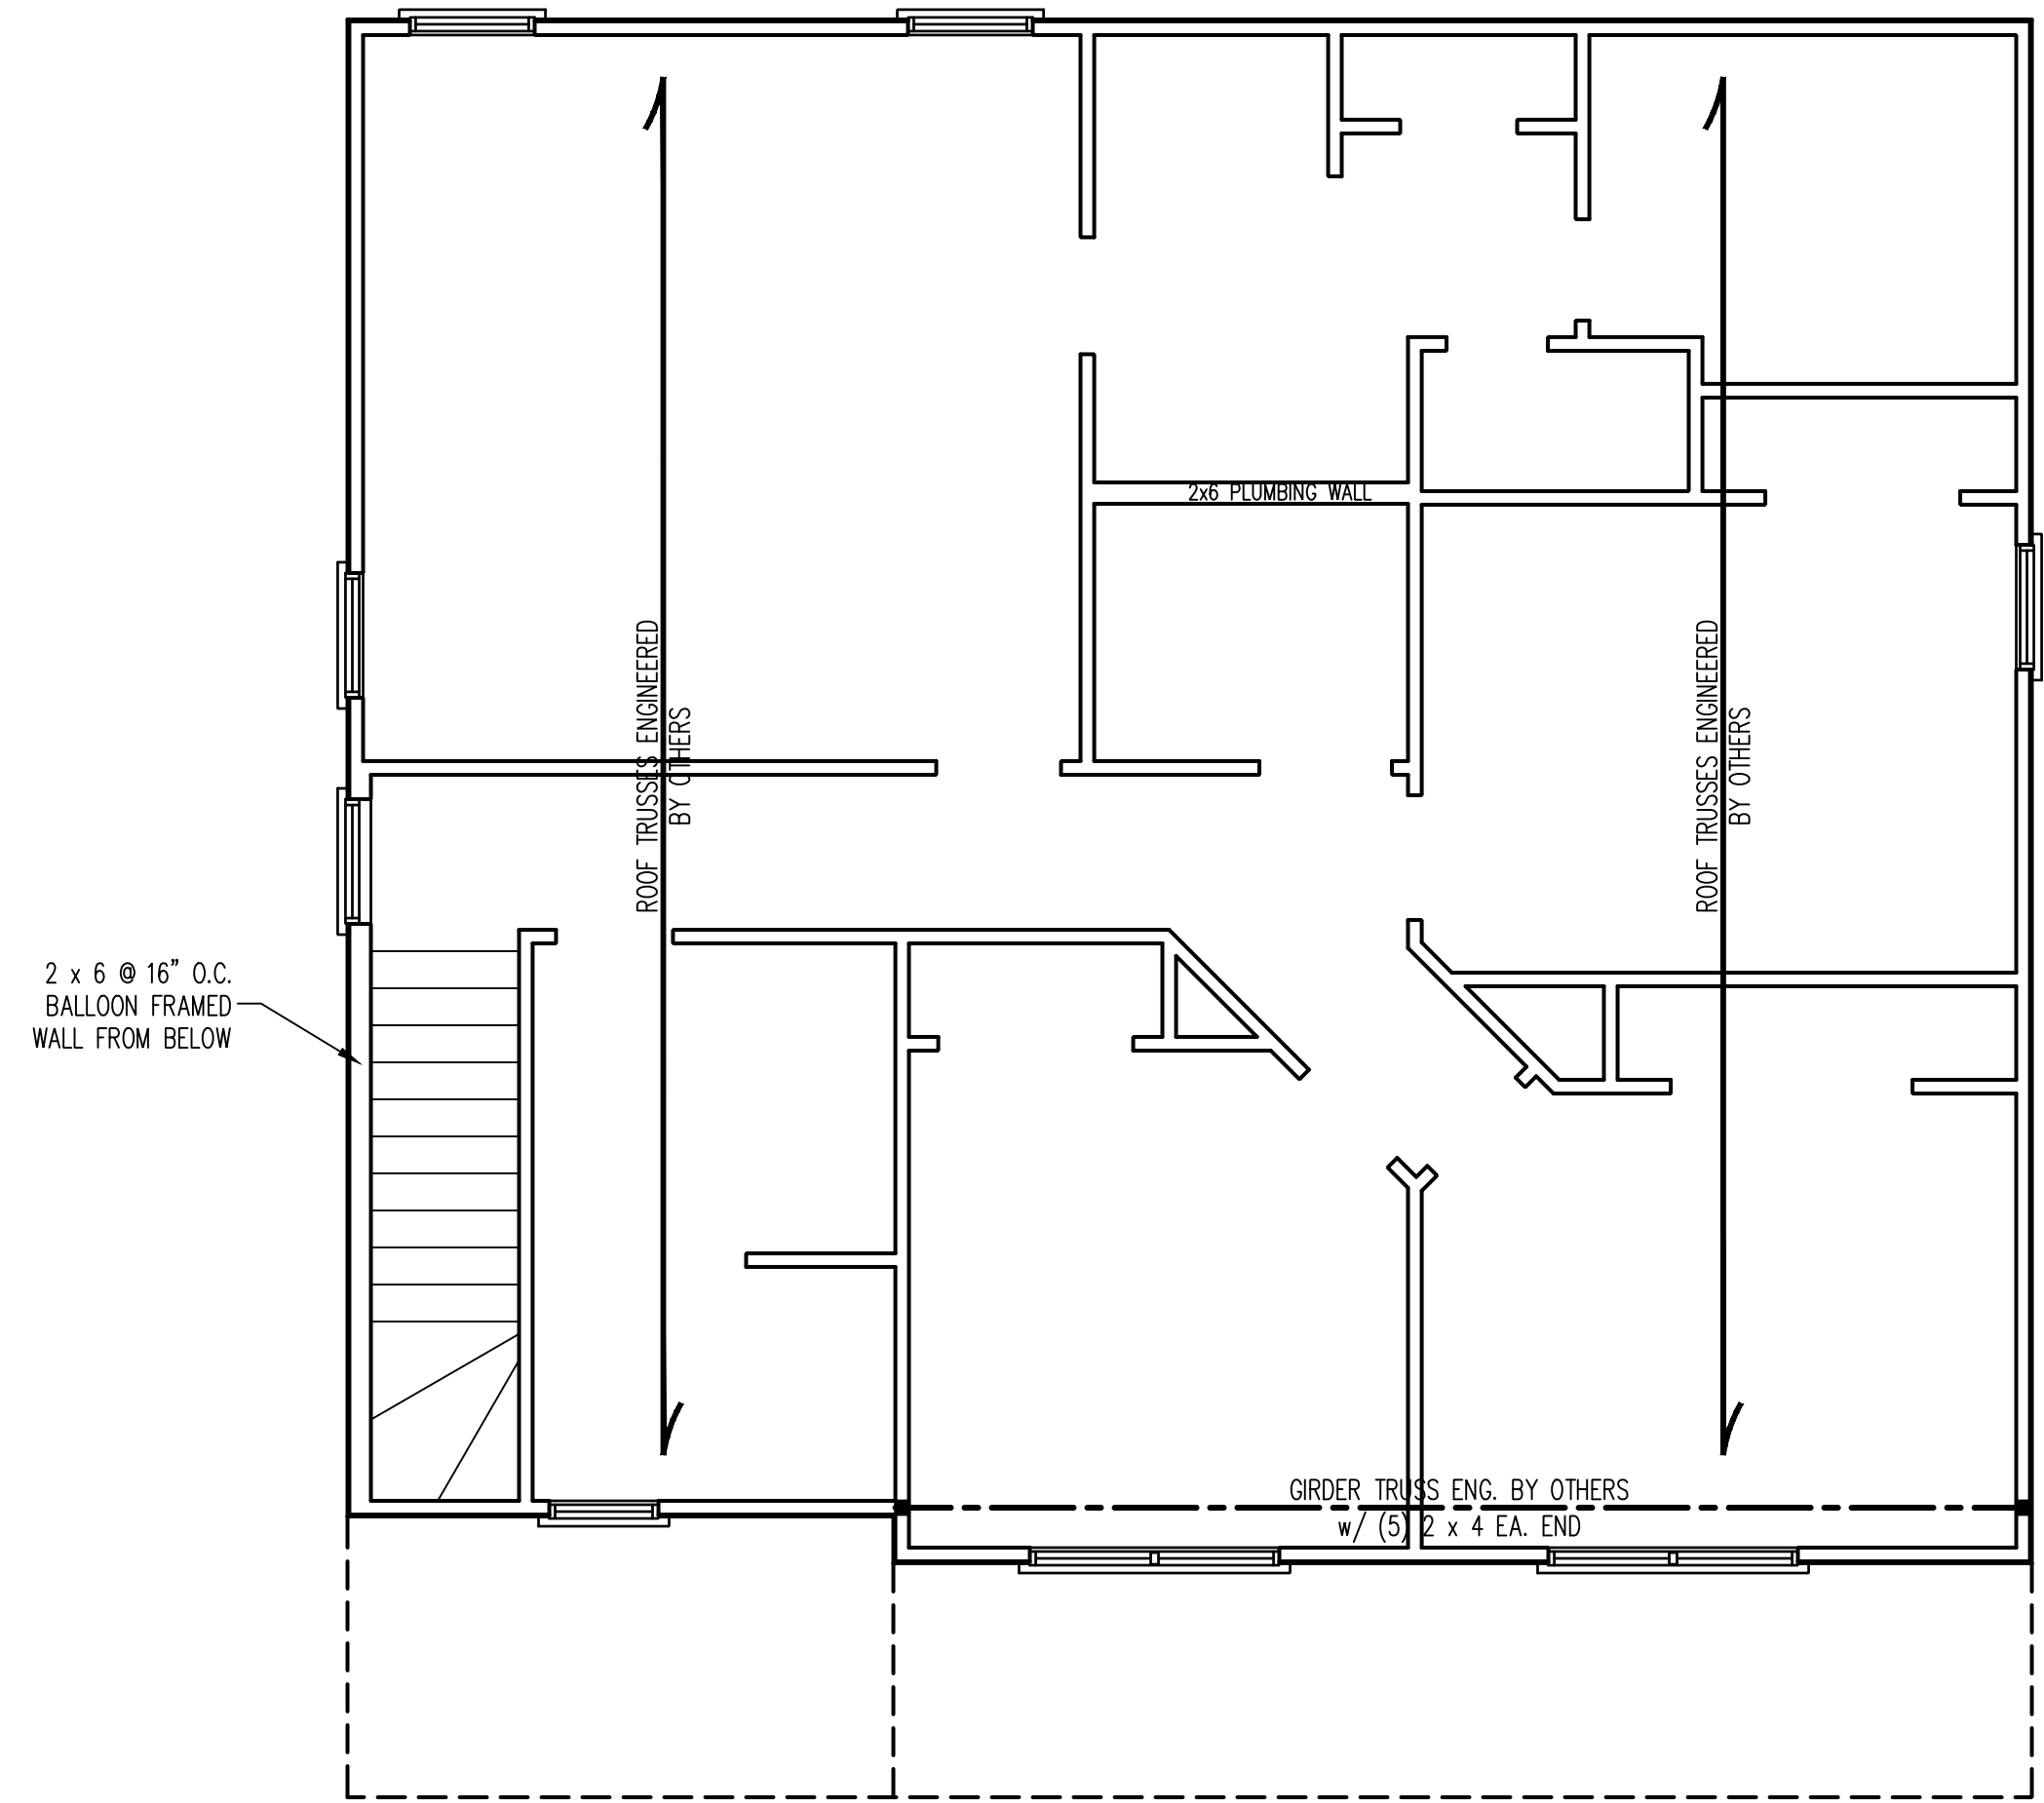 2x6 PLUMBING WALL
ROOF TRUSSES ENGINEERED
BY OTHERS
ROOF TRUSSES ENGINEERED
BY OTHERS
2 x 6 @ 16" O.C.
BALLOON FRAMED
WALL FROM BELOW
GIRDER TRUSS ENG. BY OTHERS
w/ (5) 2 x 4 EA. END